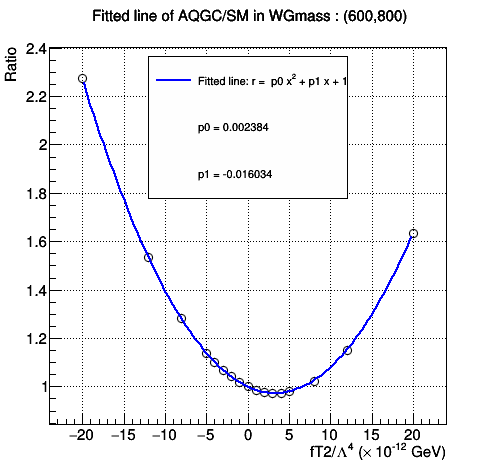 Fitted line of AQGC/SM in WGmass : (600,800)
Ratio
2.4
2.2
2
1.8
1.6
1.4
1.2
1
Fitted line: r = p0 x² + p1 x + 1
p0 = 0.002384
p1 = -0.016034
−20 −15 −10 −5 0 5 10 15 20
fT2/Λ⁴ (× 10⁻¹² GeV)